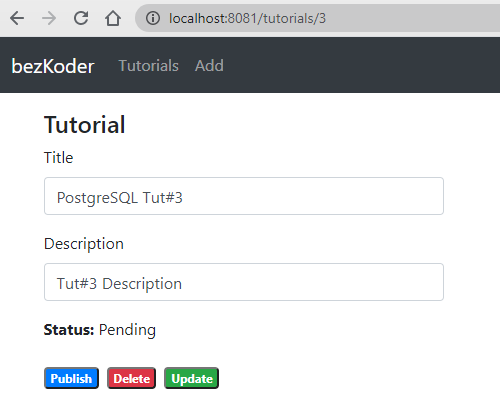 localhost:8081/tutorials/3
bezKoder Tutorials Add
Tutorial
Title
PostgreSQL Tut#3
Description
Tut#3 Description
Status: Pending
Publish Delete Update